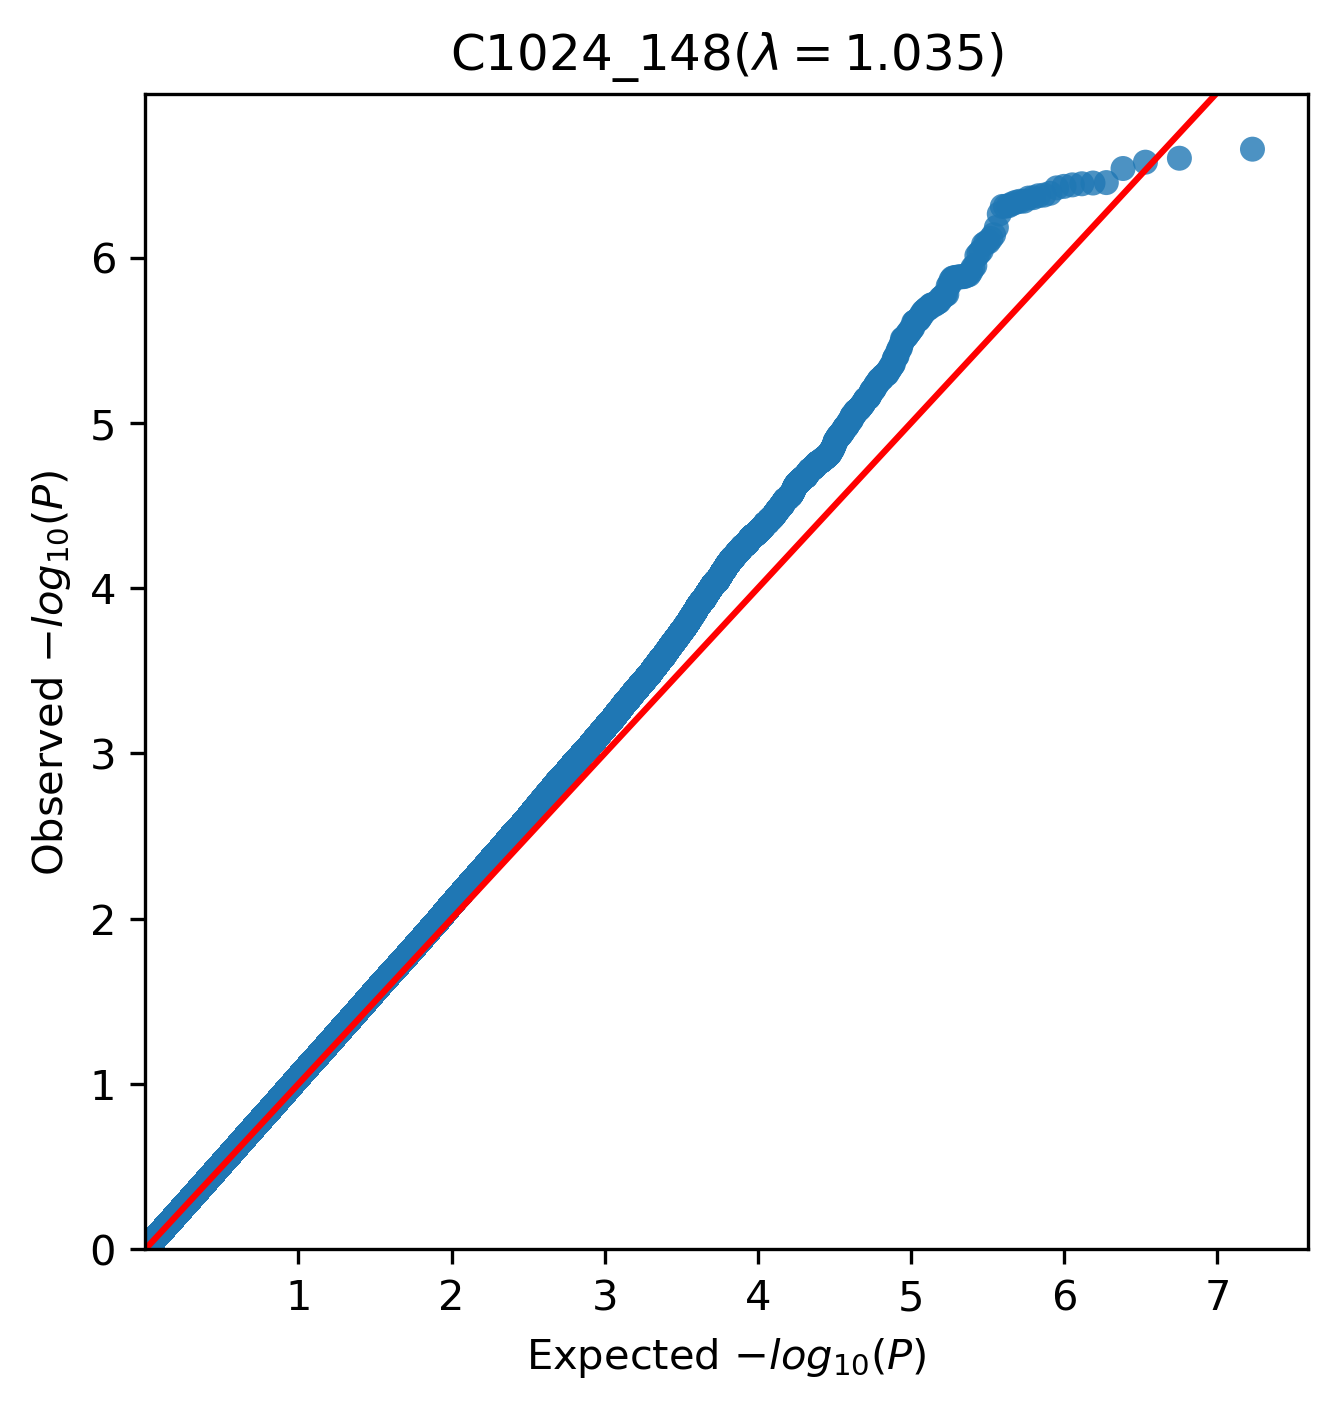 C1024_148(λ = 1.035)
Observed −log₁₀(P)
6
5
4
3
2
1
0
1 2 3 4 5 6 7
Expected −log₁₀(P)